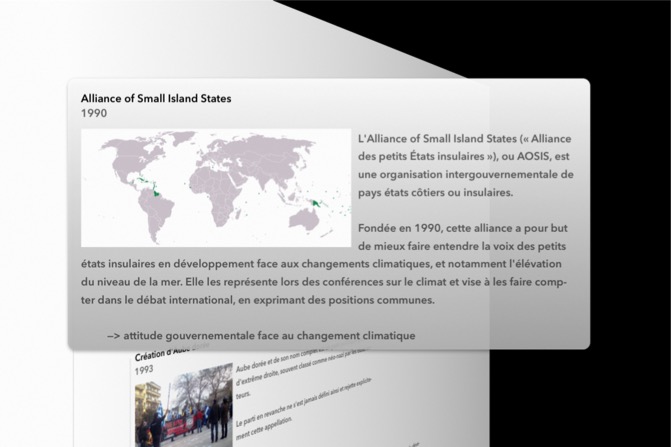 Alliance of Small Island States
1990
L'Alliance of Small Island States (« Alliance
des petits États insulaires »), ou AOSIS, est
une organisation intergouvernementale de
pays états côtiers ou insulaires.
Fondée en 1990, cette alliance a pour but
de mieux faire entendre la voix des petits
états insulaires en développement face aux changements climatiques, et notamment l'élévation
du niveau de la mer. Elle les représente lors des conférences sur le climat et vise à les faire comp-
ter dans le débat international, en exprimant des positions communes.
—> attitude gouvernementale face au changement climatique
Création d'Aube
1993
Aube dorée et de son nom
d'extrême droite, souvent classé comme néo-nazi par les
teurs.
Le parti en revanche ne s'est jamais défini ainsi et rejette explicite
ment cette appellation.